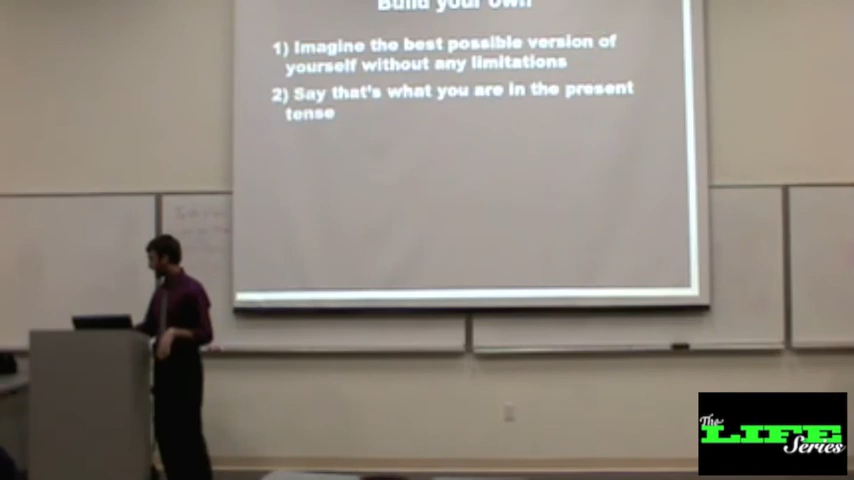 Build your own
1) Imagine the best possible version of
yourself without any limitations
2) Say that's what you are in the present
tense
The
LIFE
Series